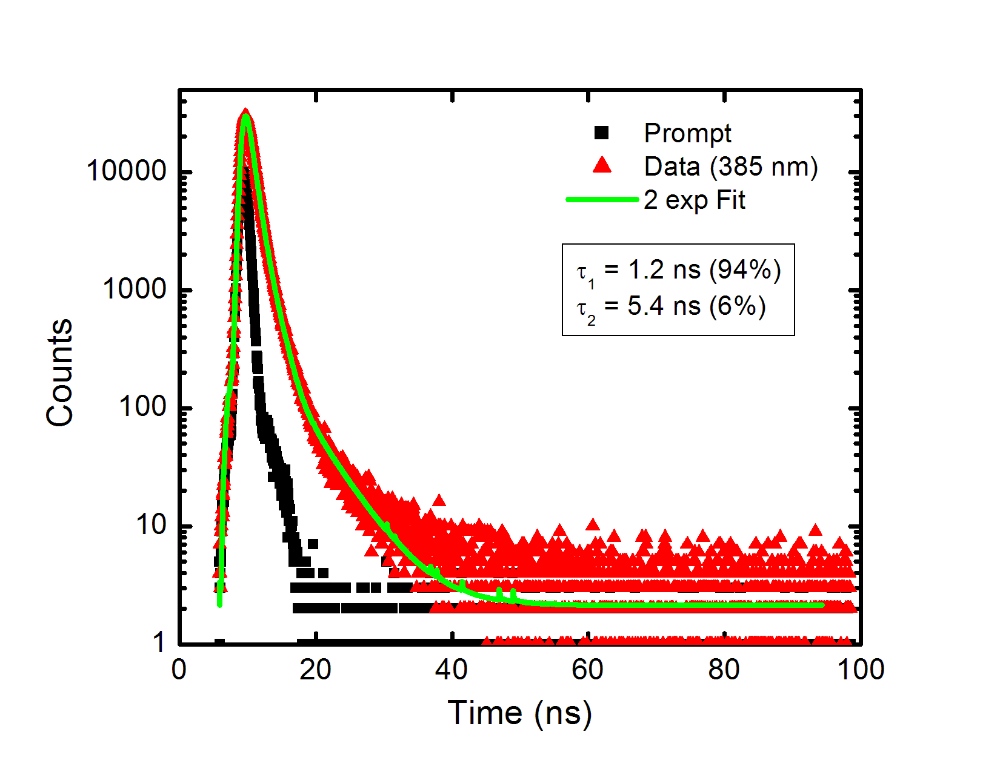 Prompt
Data (385 nm)
2 exp Fit
τ1 = 1.2 ns (94%)
τ2 = 5.4 ns (6%)
10000
1000
100
10
1
Counts
0 20 40 60 80 100
Time (ns)